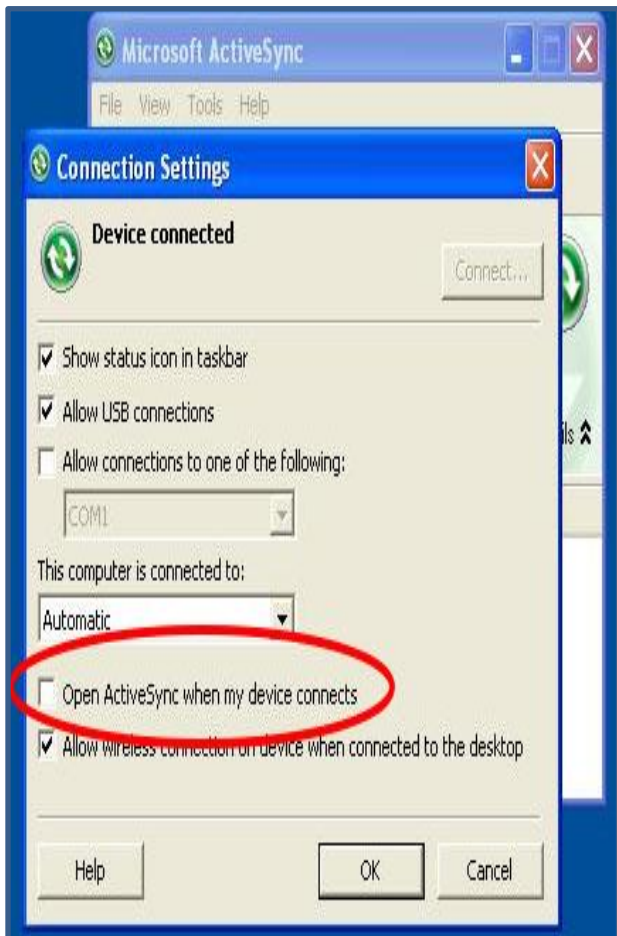 Microsoft ActiveSync
File View Tools Help
Connection Settings
Device connected
Connect...
Show status icon in taskbar
Allow USB connections
ils
Allow connections to one of the following:
COM1
This computer is connected to:
Automatic
Open ActiveSync when my device connects
Allow wireless connection on device when connected to the desktop
Help OK Cancel